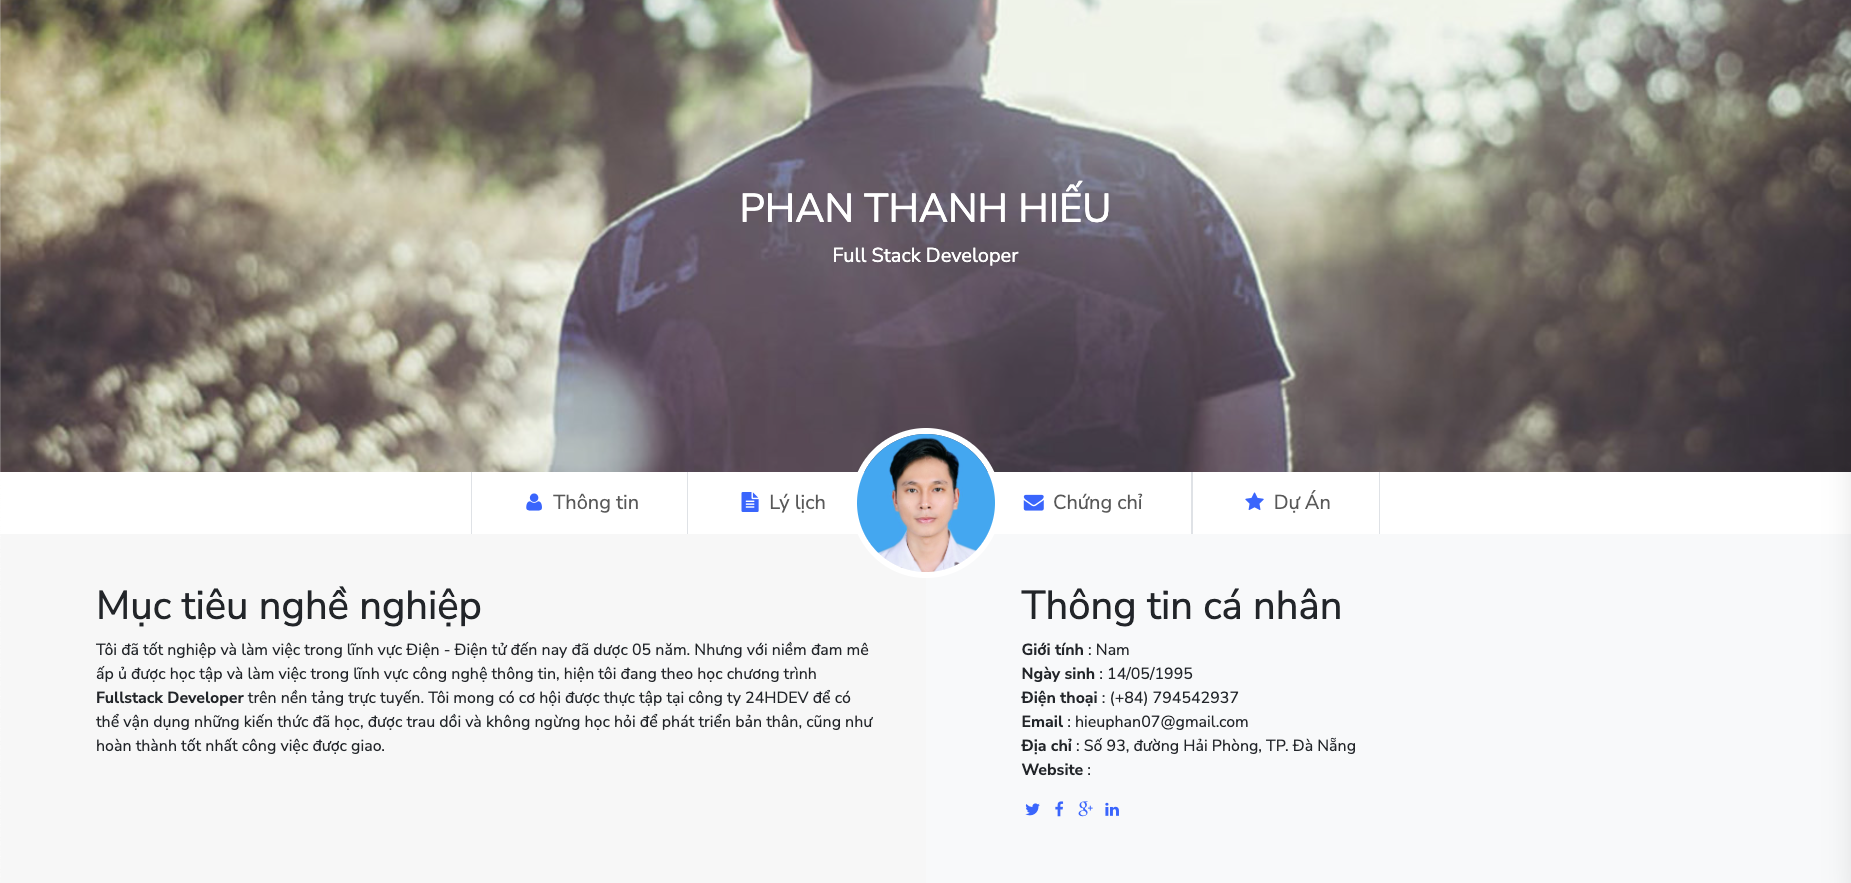 PHAN THANH HIẾU
Full Stack Developer
Thông tin
Lý lịch
Chứng chỉ
Dự Án
Mục tiêu nghề nghiệp
Tôi đã tốt nghiệp và làm việc trong lĩnh vực Điện - Điện tử đến nay đã dược 05 năm. Nhưng với niềm đam mê
ấp ủ được học tập và làm việc trong lĩnh vực công nghệ thông tin, hiện tôi đang theo học chương trình
Fullstack Developer trên nền tảng trực tuyến. Tôi mong có cơ hội được thực tập tại công ty 24HDEV để có
thể vận dụng những kiến thức đã học, được trau dồi và không ngừng học hỏi để phát triển bản thân, cũng như
hoàn thành tốt nhất công việc được giao.
Thông tin cá nhân
Giới tính : Nam
Ngày sinh : 14/05/1995
Điện thoại : (+84) 794542937
Email : hieuphan07@gmail.com
Địa chỉ : Số 93, đường Hải Phòng, TP. Đà Nẵng
Website :